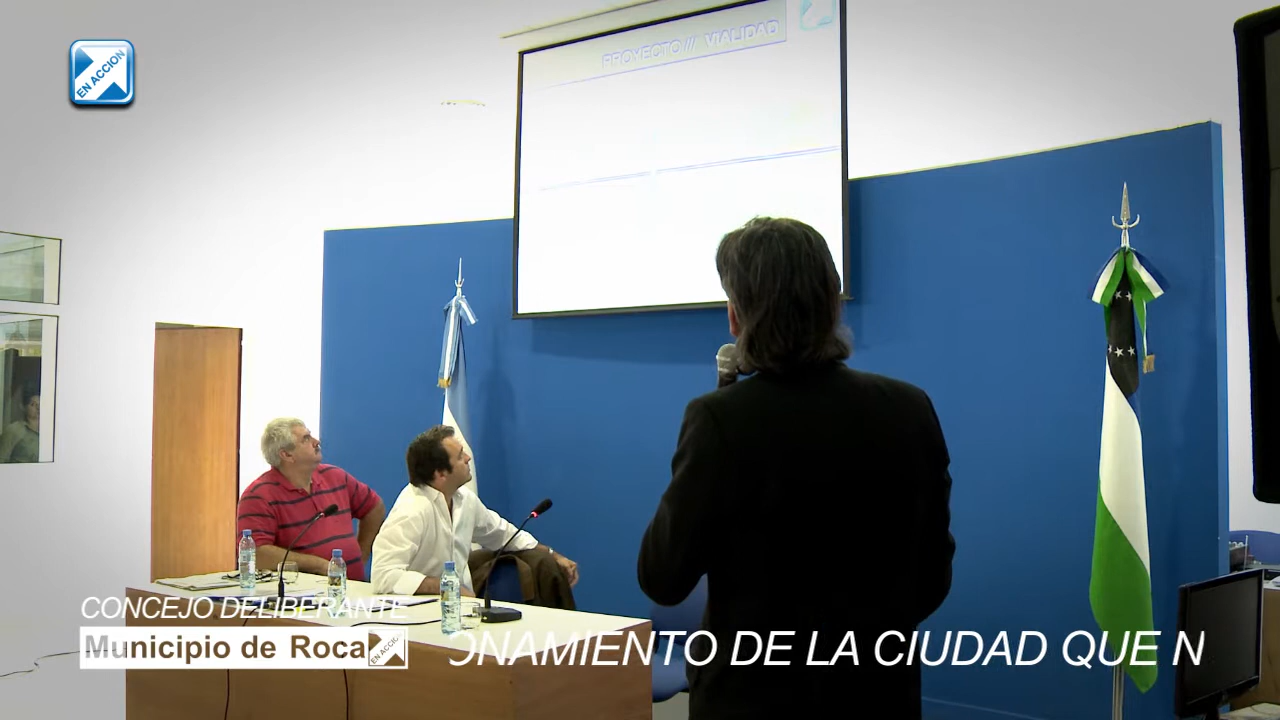 PROYECTO /// VIALIDAD
EN ACCION
CONCEJO DELIBERANTE
Municipio de Roca
EN ACCION
ONAMIENTO DE LA CIUDAD QUE N